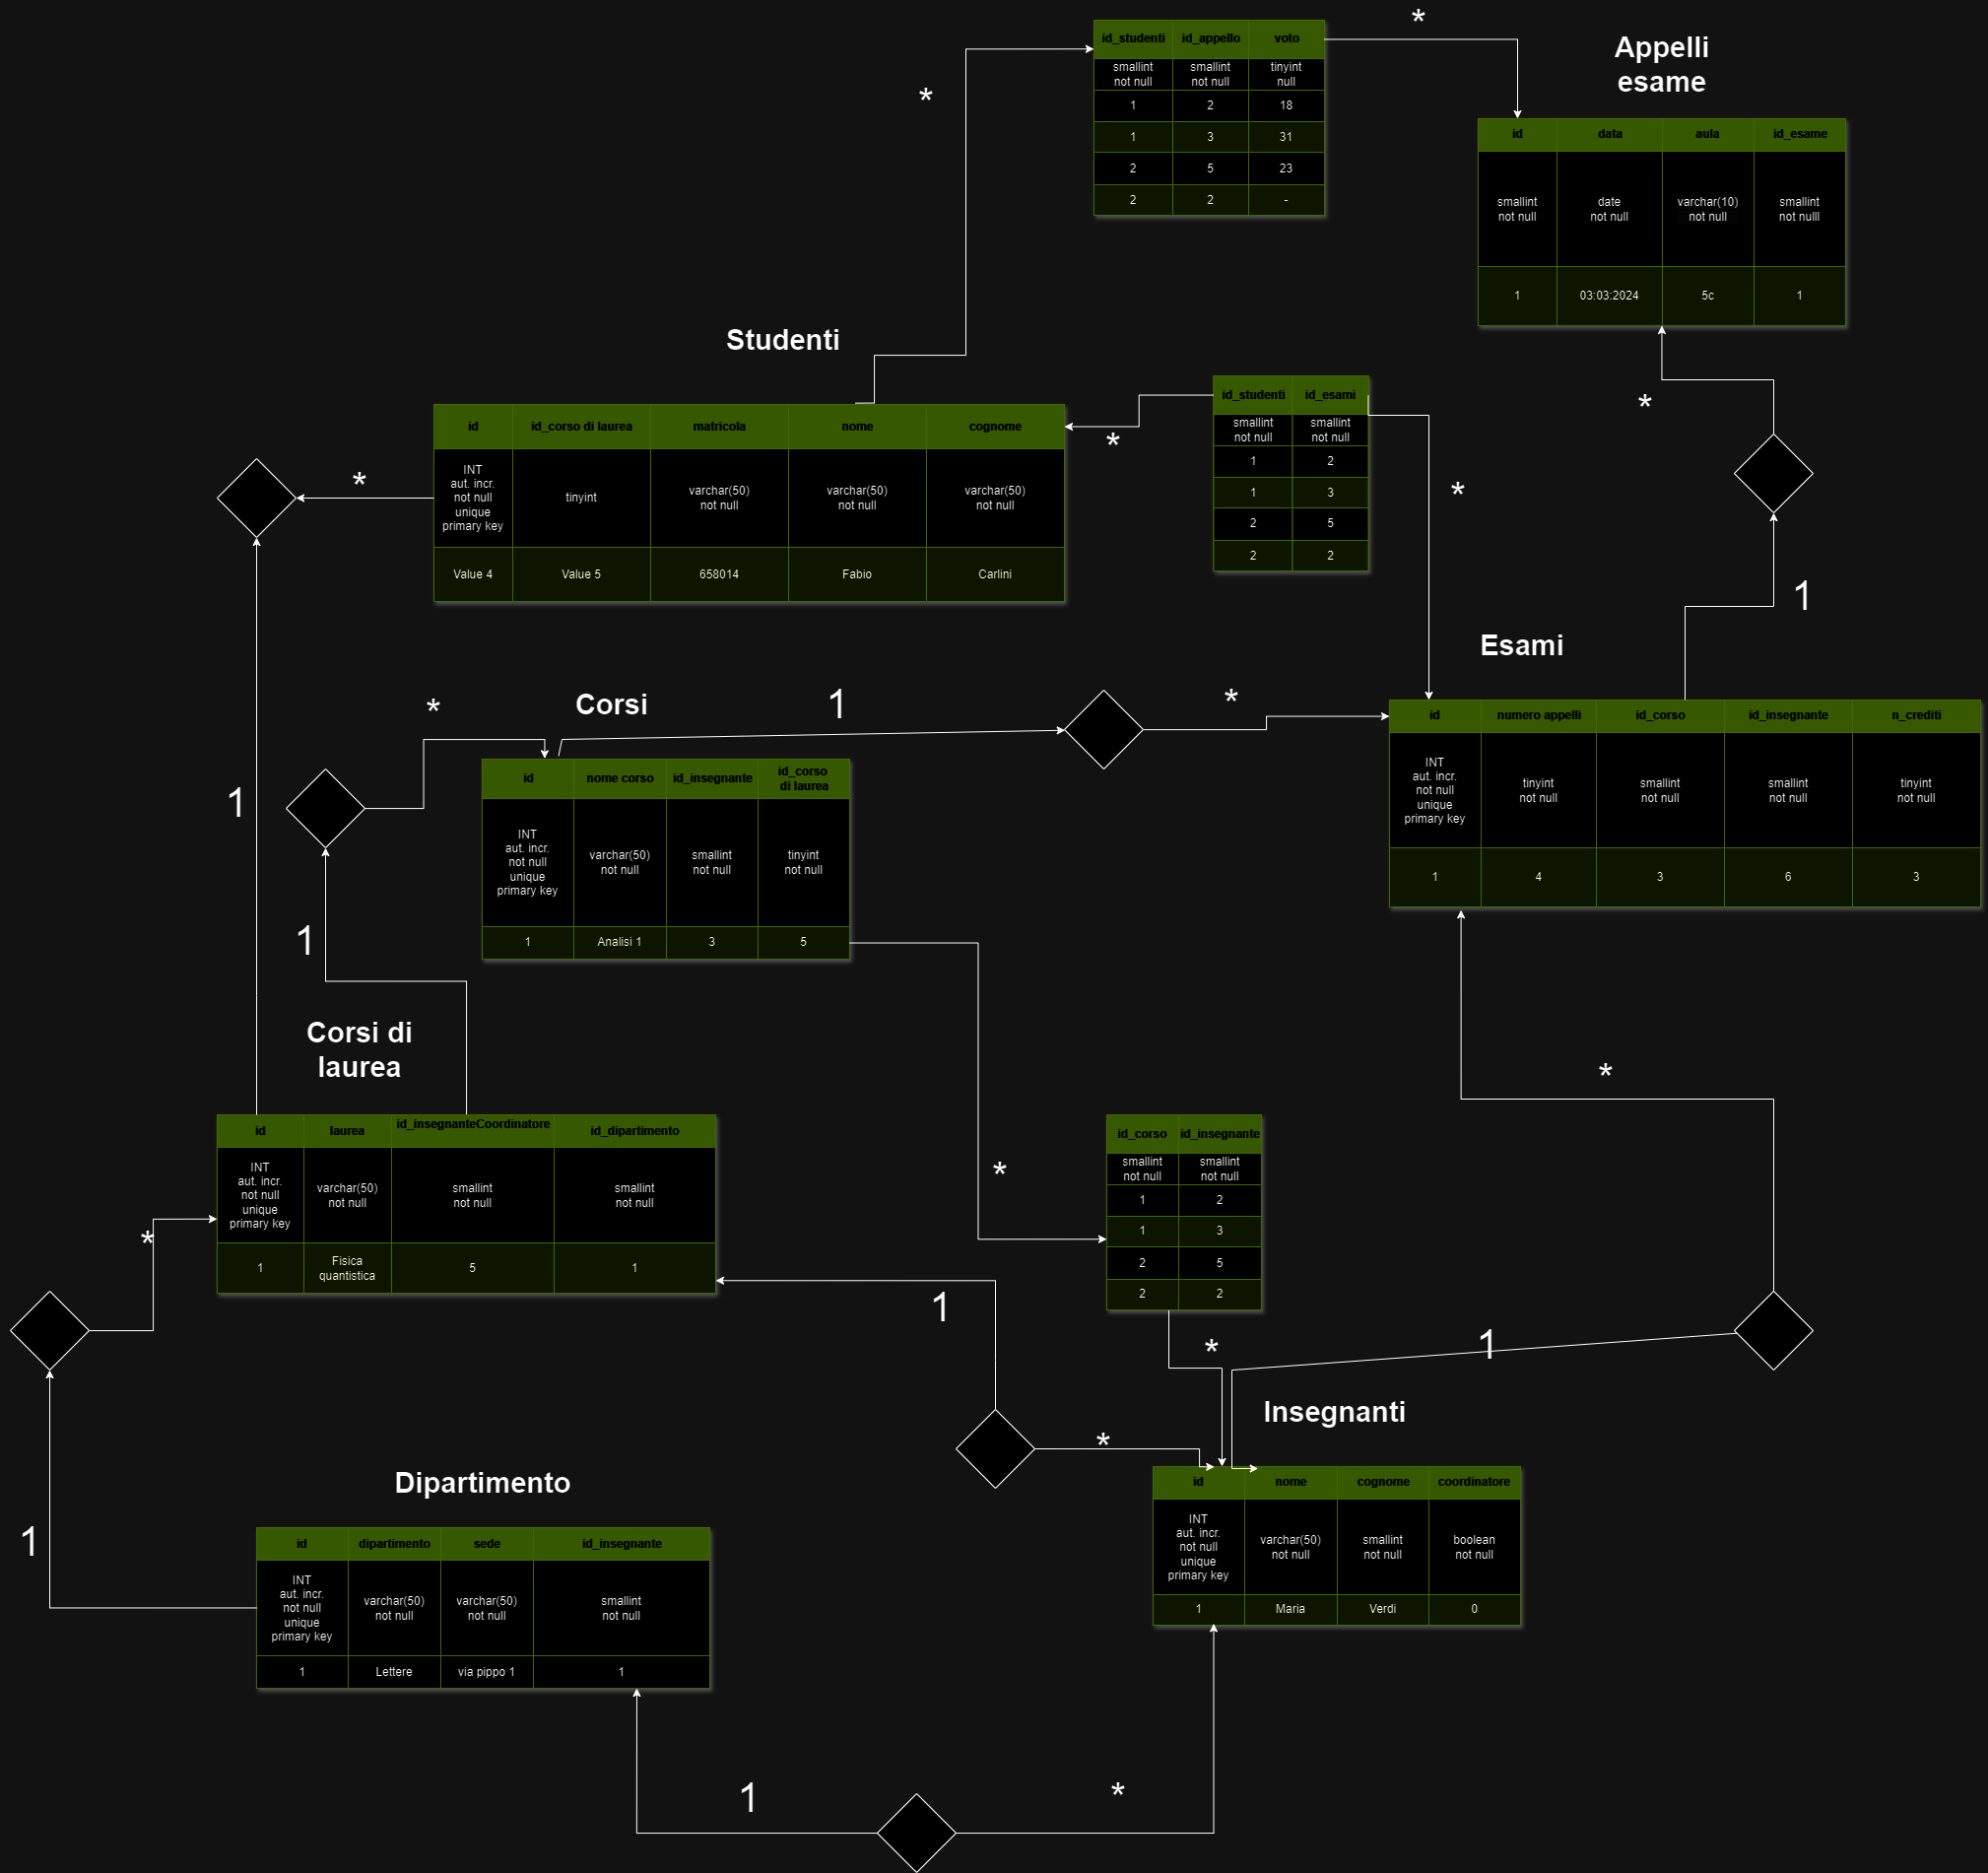 *
id_studenti id_appello voto
smallint smallint tinyint
not null not null null
1 2 18
1 3 31
2 5 23
2 2 -
*
Appelli
esame
id data aula id_esame
smallint date varchar(10) smallint
not null not null not null not nulll
1 03:03:2024 5c 1
*
1
Studenti
id id_corso di laurea matricola nome cognome
INT
aut. incr.
not null
unique
primary key
tinyint
varchar(50)
not null
varchar(50)
not null
varchar(50)
not null
Value 4 Value 5 658014 Fabio Carlini
*
*
id_studenti id_esami
smallint smallint
not null not null
1 2
1 3
2 5
2 2
*
1
Esami
id numero appelli id_corso id_insegnante n_crediti
INT
aut. incr.
not null
unique
primary key
tinyint
not null
smallint
not null
smallint
not null
tinyint
not null
1 4 3 6 3
*
Corsi
1
*
id nome corso id_insegnante id_corso
di laurea
INT
aut. incr.
not null
unique
primary key
varchar(50)
not null
smallint
not null
tinyint
not null
1 Analisi 1 3 5
1
Corsi di
laurea
id laurea id_insegnanteCoordinatore id_dipartimento
INT
aut. incr.
not null
unique
primary key
varchar(50)
not null
smallint
not null
smallint
not null
1 Fisica
quantistica
5 1
*
*
id_corso id_insegnante
smallint smallint
not null not null
1 2
1 3
2 5
2 2
*
*
1
1
*
Insegnanti
id nome cognome coordinatore
INT
aut. incr.
not null
unique
primary key
varchar(50)
not null
smallint
not null
boolean
not null
1 Maria Verdi 0
Dipartimento
1
id dipartimento sede id_insegnante
INT
aut. incr.
not null
unique
primary key
varchar(50)
not null
varchar(50)
not null
smallint
not null
1 Lettere via pippo 1 1
1
*